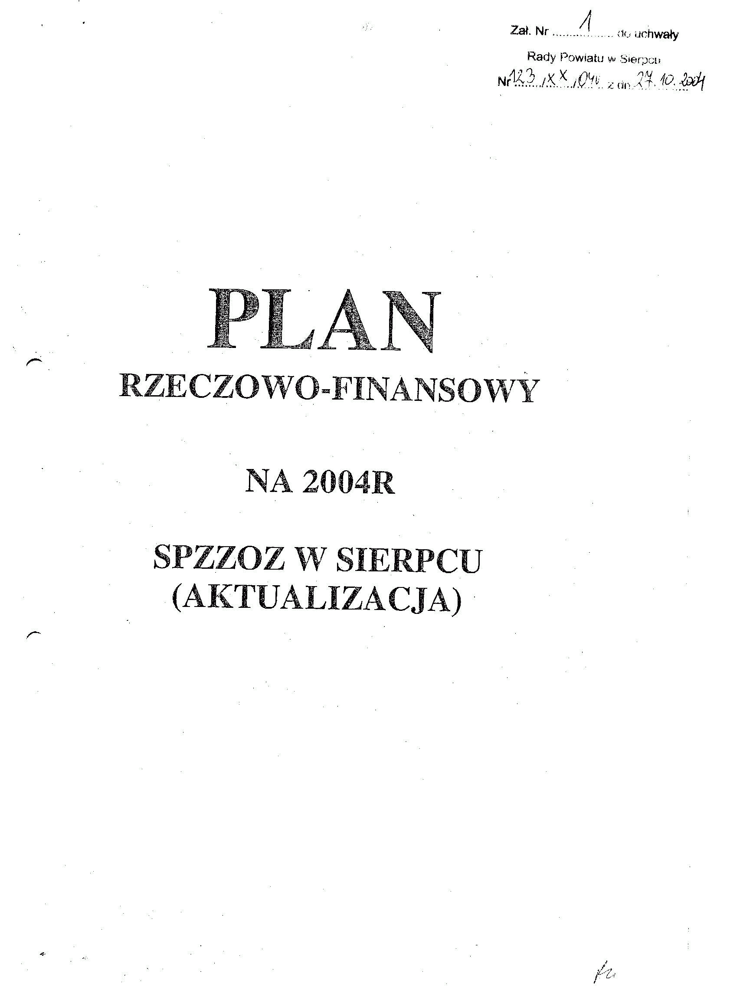 Zał. Nr ........1........ do uchwały
Rady Powiatu w Sierpcu
Nr 123/XX/04 z dn. 27.10.2004
PLAN
RZECZOWO-FINANSOWY
NA 2004R
SPZZOZ W SIERPCU
(AKTUALIZACJA)